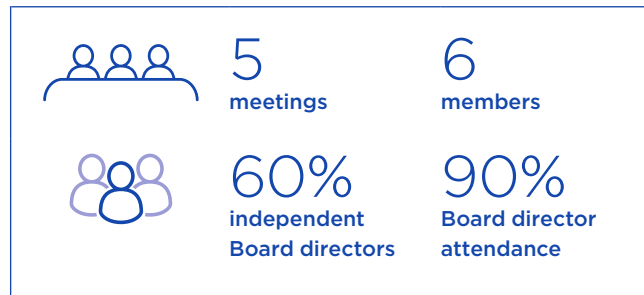 5
meetings
6
members
60%
independent
Board directors
90%
Board director
attendance